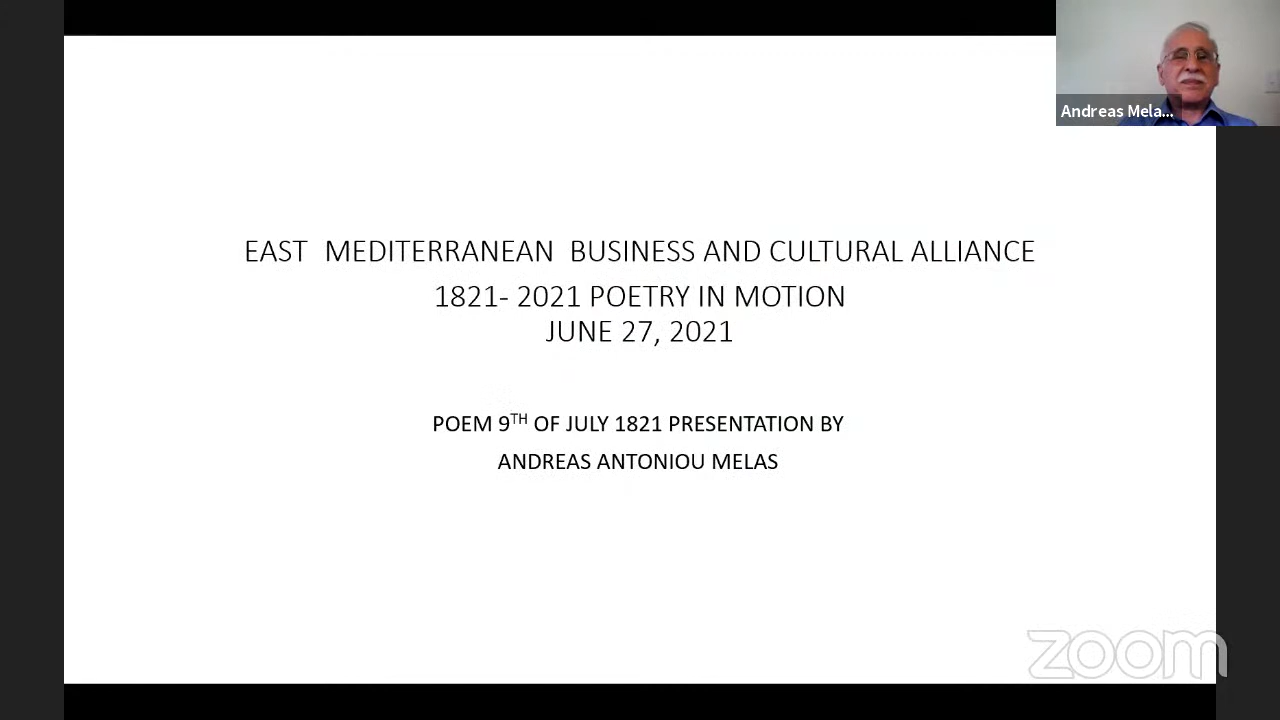 Andreas Mela...
EAST MEDITERRANEAN BUSINESS AND CULTURAL ALLIANCE
1821- 2021 POETRY IN MOTION
JUNE 27, 2021
POEM 9TH OF JULY 1821 PRESENTATION BY
ANDREAS ANTONIOU MELAS
zoom